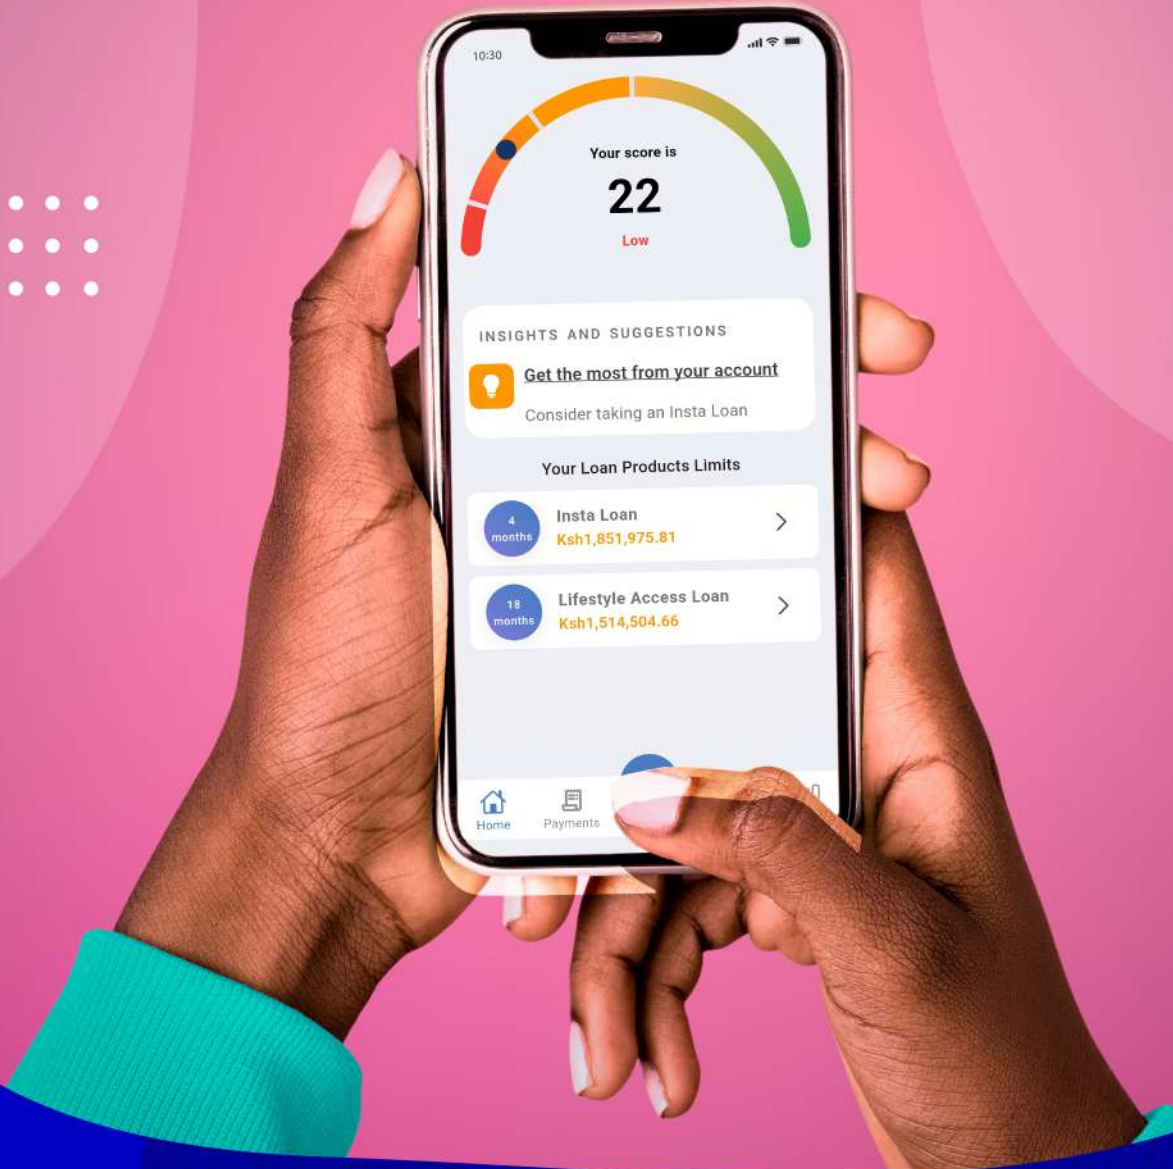 10:30
Your score is
22
Low
INSIGHTS AND SUGGESTIONS
Get the most from your account
Consider taking an Insta Loan
Your Loan Products Limits
4
months
Insta Loan
Ksh1,851,975.81
18
months
Lifestyle Access Loan
Ksh1,514,504.66
Home
Payments